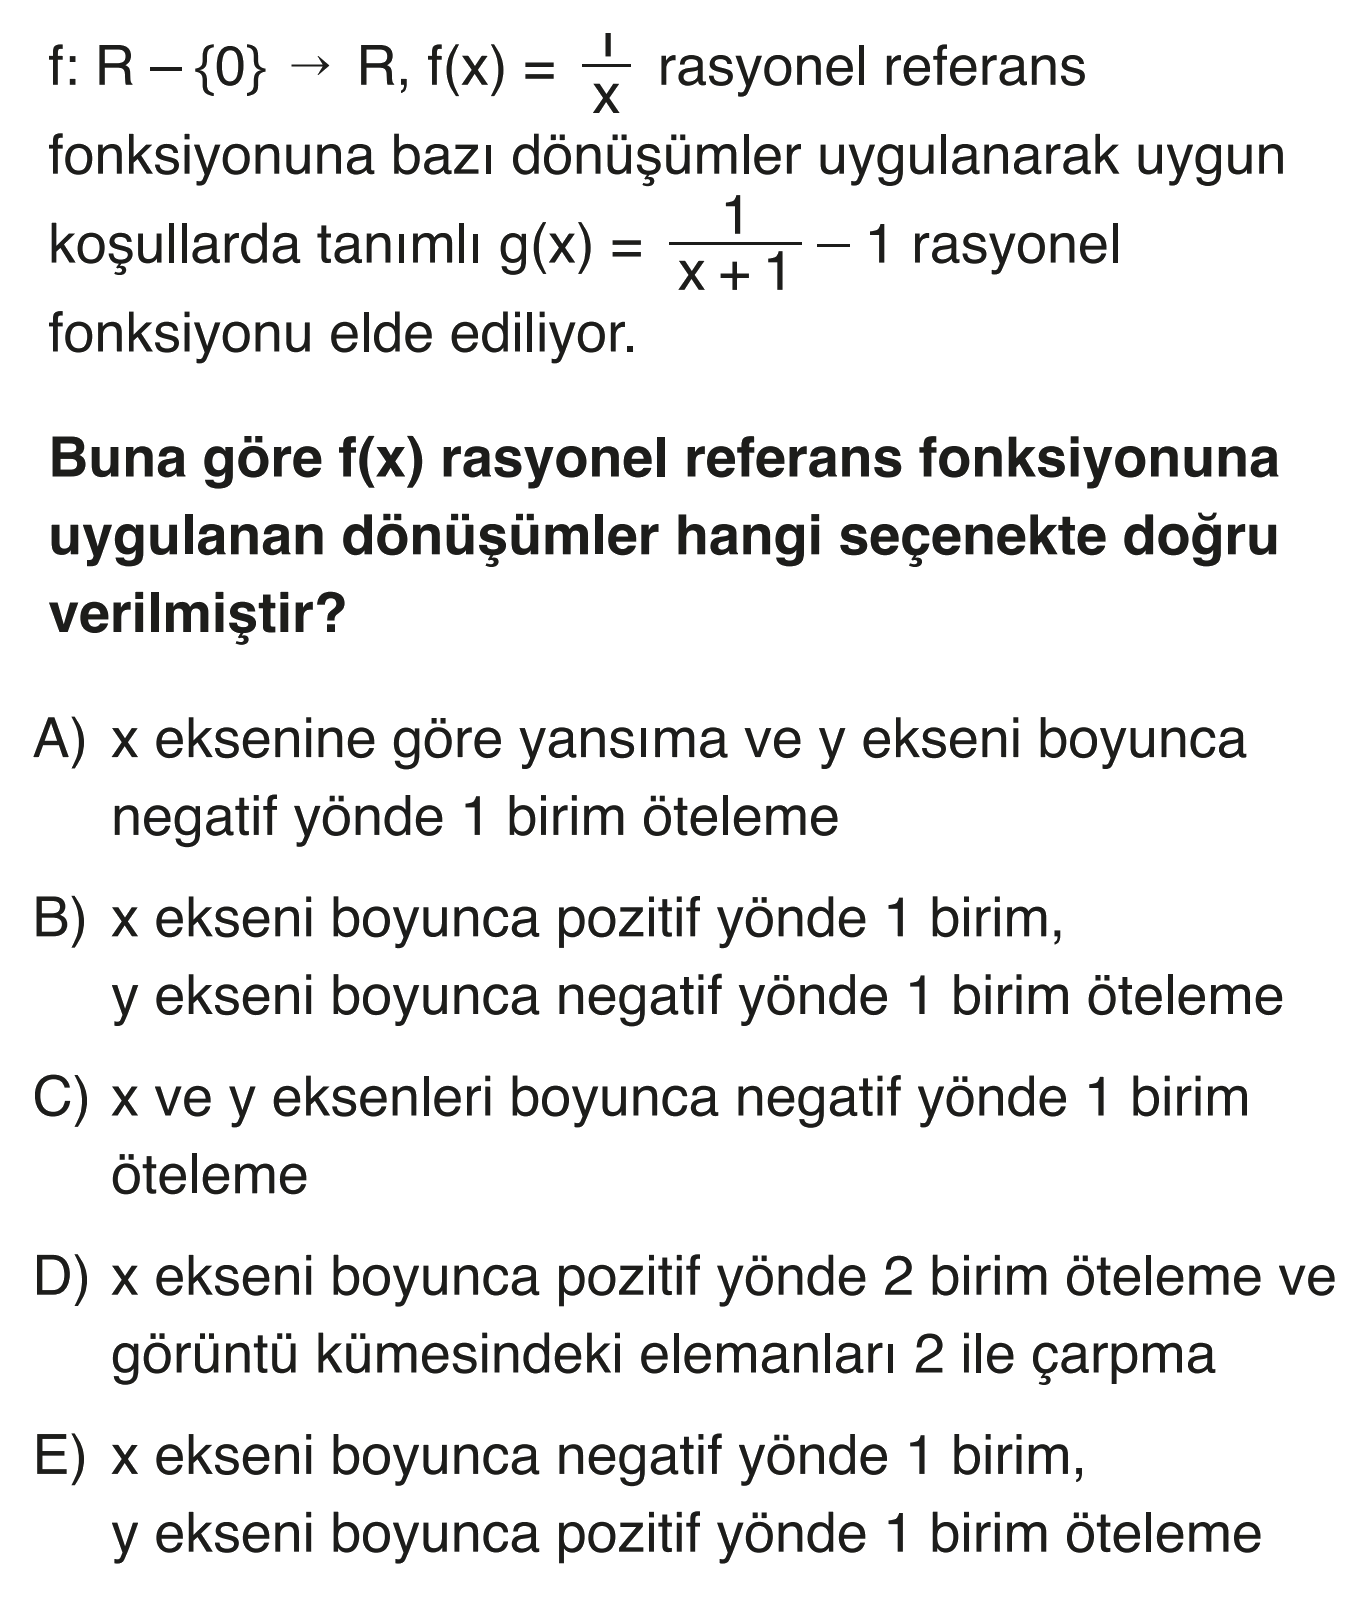 f: R – {0} → R, f(x) = 1/x rasyonel referans
fonksiyonuna bazı dönüşümler uygulanarak uygun
koşullarda tanımlı g(x) = 1/(x + 1) – 1 rasyonel
fonksiyonu elde ediliyor.
Buna göre f(x) rasyonel referans fonksiyonuna
uygulanan dönüşümler hangi seçenekte doğru
verilmiştir?
A) x eksenine göre yansıma ve y ekseni boyunca
negatif yönde 1 birim öteleme
B) x ekseni boyunca pozitif yönde 1 birim,
y ekseni boyunca negatif yönde 1 birim öteleme
C) x ve y eksenleri boyunca negatif yönde 1 birim
öteleme
D) x ekseni boyunca pozitif yönde 2 birim öteleme ve
görüntü kümesindeki elemanları 2 ile çarpma
E) x ekseni boyunca negatif yönde 1 birim,
y ekseni boyunca pozitif yönde 1 birim öteleme